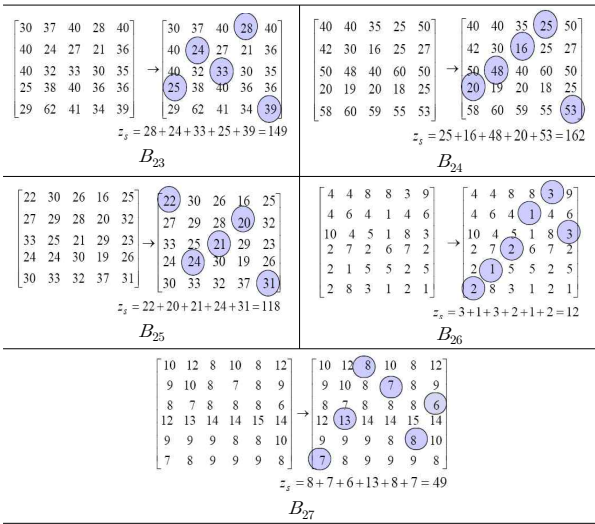 30 37 40 28 40 30 37 40 28 40
40 24 27 21 36 40 24 27 21 36
40 32 33 30 35 → 40 32 33 30 35
25 38 40 36 36 25 38 40 36 36
29 62 41 34 39 29 62 41 34 39
z_s = 28+24+33+25+39=149
B_23
40 40 35 25 50 40 40 35 25 50
42 30 16 25 27 42 30 16 25 27
50 48 40 60 50 → 50 48 40 60 50
20 19 20 18 25 20 19 20 18 25
58 60 59 55 53 58 60 59 55 53
z_s = 25+16+48+20+53=162
B_24
22 30 26 16 25 22 30 26 16 25
27 29 28 20 32 27 29 28 20 32
33 25 21 29 23 → 33 25 21 29 23
24 24 30 19 26 24 24 30 19 26
30 33 32 37 31 30 33 32 37 31
z_s = 22+20+21+24+31=118
B_25
4 4 8 8 3 9 4 4 8 8 3 9
4 6 4 1 4 6 4 6 4 1 4 6
10 4 5 1 8 3 → 10 4 5 1 8 3
2 7 2 6 7 2 2 7 2 6 7 2
2 1 5 5 2 5 2 1 5 5 2 5
2 8 3 1 2 1 2 8 3 1 2 1
z_s = 3+1+3+2+1+2=12
B_26
10 12 8 10 8 12 10 12 8 10 8 12
9 10 8 7 8 9 9 10 8 7 8 9
8 7 8 8 8 6 → 8 7 8 8 8 6
12 13 14 14 15 14 12 13 14 14 15 14
9 9 9 8 8 10 9 9 9 8 8 10
7 8 9 9 9 8 7 8 9 9 9 8
z_s = 8+7+6+13+8+7=49
B_27